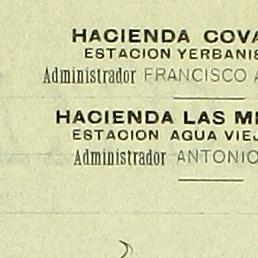 HACIENDA COVA
ESTACION YERBANIS
Administrador FRANCISCO A
HACIENDA LAS M
ESTACION AGUA VIEJ
Administrador ANTONIO